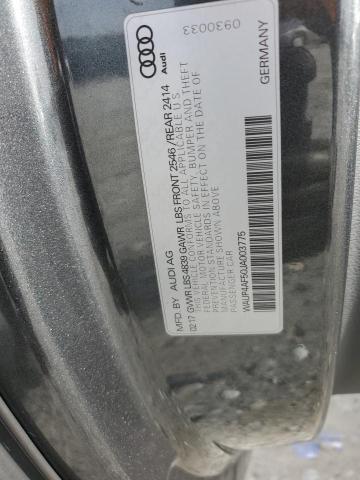 Audi
0930033
GERMANY
MFD BY AUDI AG
02 17 GVWR LBS 4839 GAWR LBS FRONT 2546 / REAR 2414
THIS VEHICLE CONFORMS TO ALL APPLICABLE U S
FEDERAL MOTOR VEHICLE SAFETY, BUMPER AND THEFT
PREVENTION STANDARDS IN EFFECT ON THE DATE OF
MANUFACTURE SHOWN ABOVE
PASSENGER CAR
WAUP4AF50JA003775